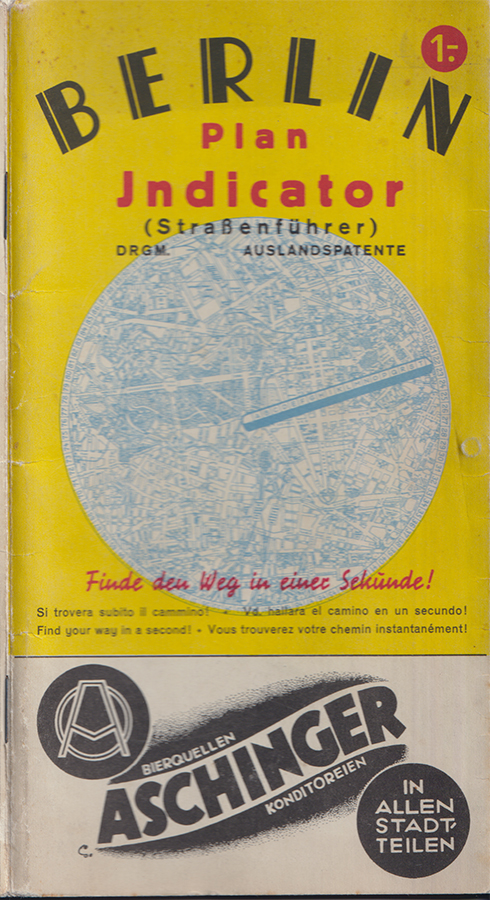 BERLIN
1.-
Plan
Jndicator
(Straßenführer)
DRGM. AUSLANDSPATENTE
Finde den Weg in einer Sekunde!
Si trovera subito il cammino! • Vd. hallara el camino en un secundo!
Find your way in a second! • Vous trouverez votre chemin instantanément!
A
BIERQUELLEN
ASCHINGER
KONDITOREIEN
IN
ALLEN
STADT-
TEILEN